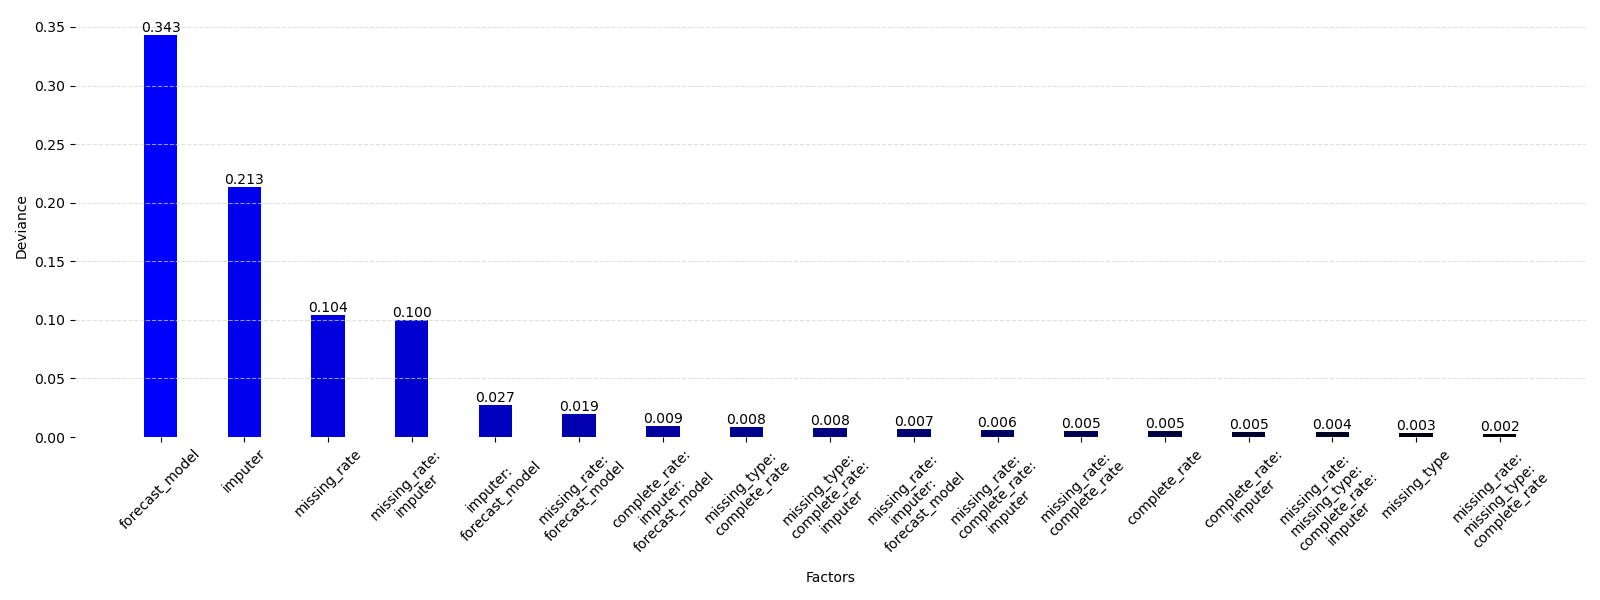 0.35
0.30
0.25
0.20
0.15
0.10
0.05
0.00
Deviance
0.343
0.213
0.104
0.100
0.027
0.019
0.009
0.008
0.008
0.007
0.006
0.005
0.005
0.005
0.004
0.003
0.002
forecast_model
imputer
missing_rate
missing_rate:
imputer
imputer:
forecast_model
missing_rate:
forecast_model
complete_rate:
imputer:
forecast_model
missing_type:
complete_rate
missing_type:
complete_rate:
imputer
missing_rate:
imputer:
forecast_model
missing_rate:
complete_rate:
imputer
missing_rate:
complete_rate
complete_rate
complete_rate:
imputer
missing_rate:
missing_type:
complete_rate:
imputer
missing_type
missing_rate:
missing_type:
complete_rate
Factors